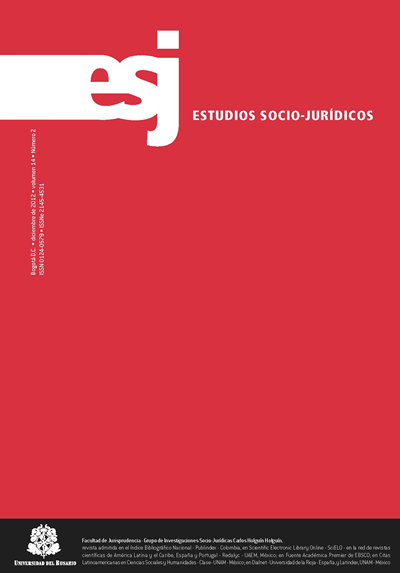 esj
ESTUDIOS SOCIO-JURÍDICOS
Bogotá D.C. • diciembre de 2012 • volumen 14 • Número 2
ISSN 0124-0579 • ISSNe 2145-4531
UNIVERSIDAD DEL ROSARIO
Facultad de Jurisprudencia - Grupo de Investigaciones Socio-Jurídicas Carlos Holguín Holguín.
revista admitida en el Índice Bibliográfico Nacional - Publindex - Colombia, en Scientific Electronic Library Online - SciELO - en la red de revistas
científicas de América Latina y el Caribe, España y Portugal - Redalyc - UAEM, México; en Fuente Académica Premier de EBSCO, en Citas
Latinoamericanas en Ciencias Sociales y Humanidades - Clase - UNAM - México; en Dialnet - Universidad de la Rioja - España, y Latindex, UNAM - México